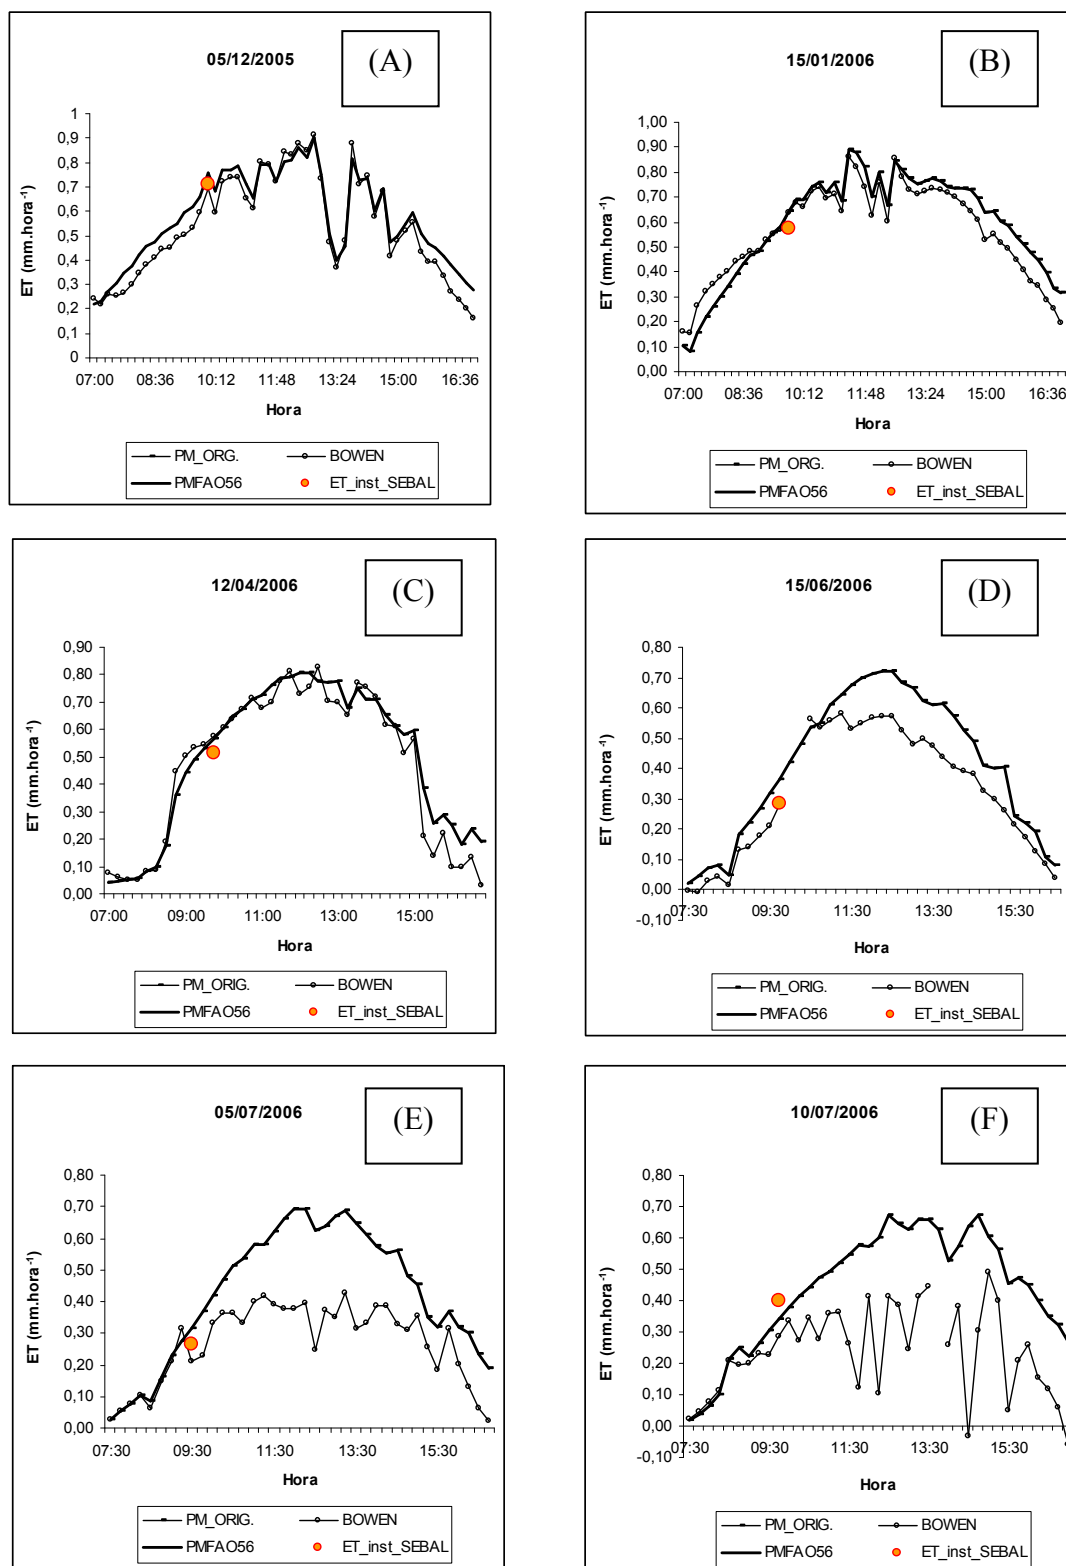 05/12/2005
(A)
ET (mm.hora-1)
1
0,9
0,8
0,7
0,6
0,5
0,4
0,3
0,2
0,1
0
07:00 08:36 10:12 11:48 13:24 15:00 16:36
Hora
PM_ORG. BOWEN
PMFAO56 ET_inst_SEBAL
15/01/2006
(B)
ET (mm.hora-1)
1,00
0,90
0,80
0,70
0,60
0,50
0,40
0,30
0,20
0,10
0,00
07:00 08:36 10:12 11:48 13:24 15:00 16:36
Hora
PM_ORG. BOWEN
PMFAO56 ET_inst_SEBAL
12/04/2006
(C)
ET (mm.hora-1)
0,90
0,80
0,70
0,60
0,50
0,40
0,30
0,20
0,10
0,00
07:00 09:00 11:00 13:00 15:00
Hora
PM_ORIG. BOWEN
PMFAO56 ET_inst_SEBAL
15/06/2006
(D)
ET (mm.hora-1)
0,80
0,70
0,60
0,50
0,40
0,30
0,20
0,10
0,00
-0,10
07:30 09:30 11:30 13:30 15:30
Hora
PM_ORIG. BOWEN
PMFAO56 ET_inst_SEBAL
05/07/2006
(E)
ET (mm.hora-1)
0,80
0,70
0,60
0,50
0,40
0,30
0,20
0,10
0,00
07:30 09:30 11:30 13:30 15:30
Hora
PM_ORIG. BOWEN
PMFAO56 ET_inst_SEBAL
10/07/2006
(F)
ET (mm.hora-1)
0,80
0,70
0,60
0,50
0,40
0,30
0,20
0,10
0,00
-0,10
07:30 09:30 11:30 13:30 15:30
Hora
PM_ORIG. BOWEN
PMFAO56 ET_inst_SEBAL